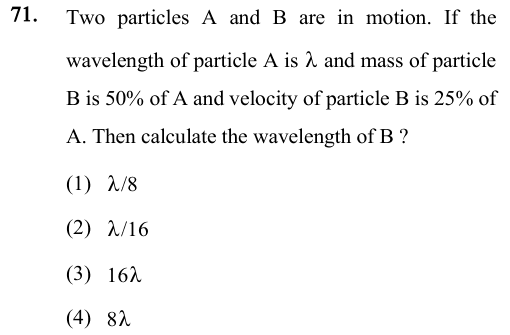 71. Two particles A and B are in motion. If the
wavelength of particle A is λ and mass of particle
B is 50% of A and velocity of particle B is 25% of
A. Then calculate the wavelength of B ?
(1) λ/8
(2) λ/16
(3) 16λ
(4) 8λ